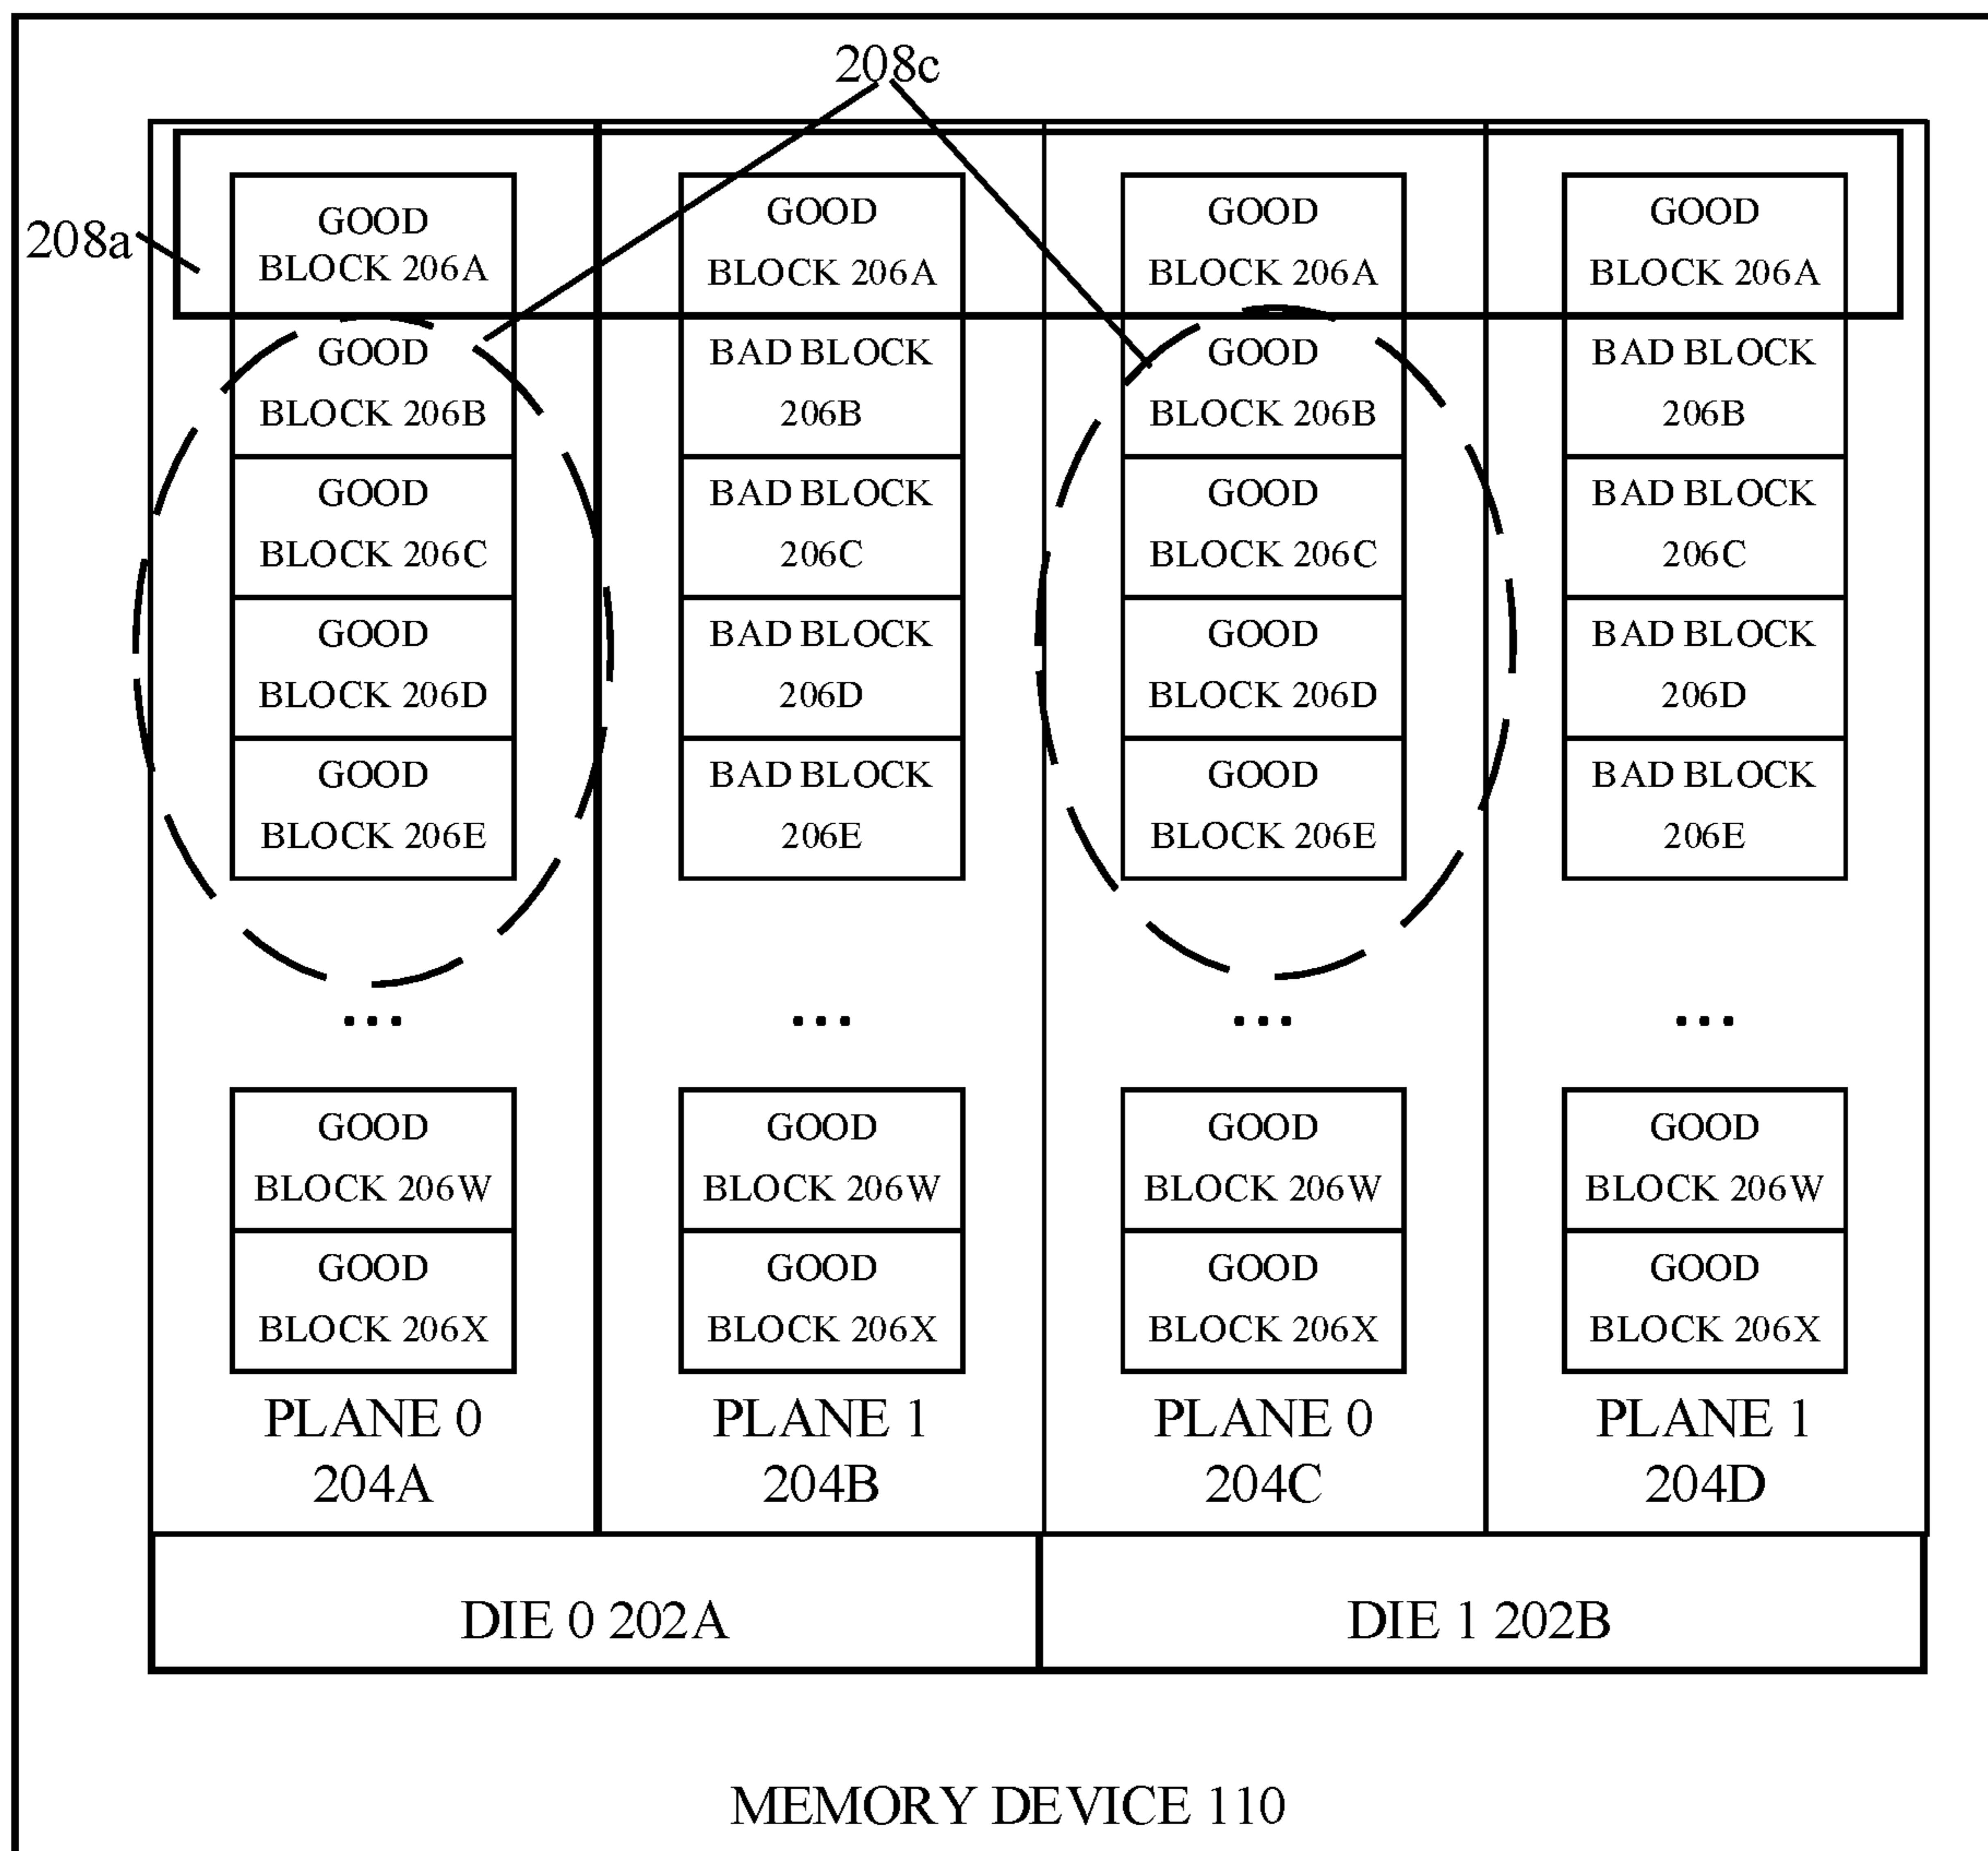 208c
208a
GOOD
BLOCK 206A
GOOD
BLOCK 206B
GOOD
BLOCK 206C
GOOD
BLOCK 206D
GOOD
BLOCK 206E
...
GOOD
BLOCK 206W
GOOD
BLOCK 206X
PLANE 0
204A
GOOD
BLOCK 206A
BAD BLOCK
206B
BAD BLOCK
206C
BAD BLOCK
206D
BAD BLOCK
206E
...
GOOD
BLOCK 206W
GOOD
BLOCK 206X
PLANE 1
204B
GOOD
BLOCK 206A
GOOD
BLOCK 206B
GOOD
BLOCK 206C
GOOD
BLOCK 206D
GOOD
BLOCK 206E
...
GOOD
BLOCK 206W
GOOD
BLOCK 206X
PLANE 0
204C
GOOD
BLOCK 206A
BAD BLOCK
206B
BAD BLOCK
206C
BAD BLOCK
206D
BAD BLOCK
206E
...
GOOD
BLOCK 206W
GOOD
BLOCK 206X
PLANE 1
204D
DIE 0 202A
DIE 1 202B
MEMORY DEVICE 110